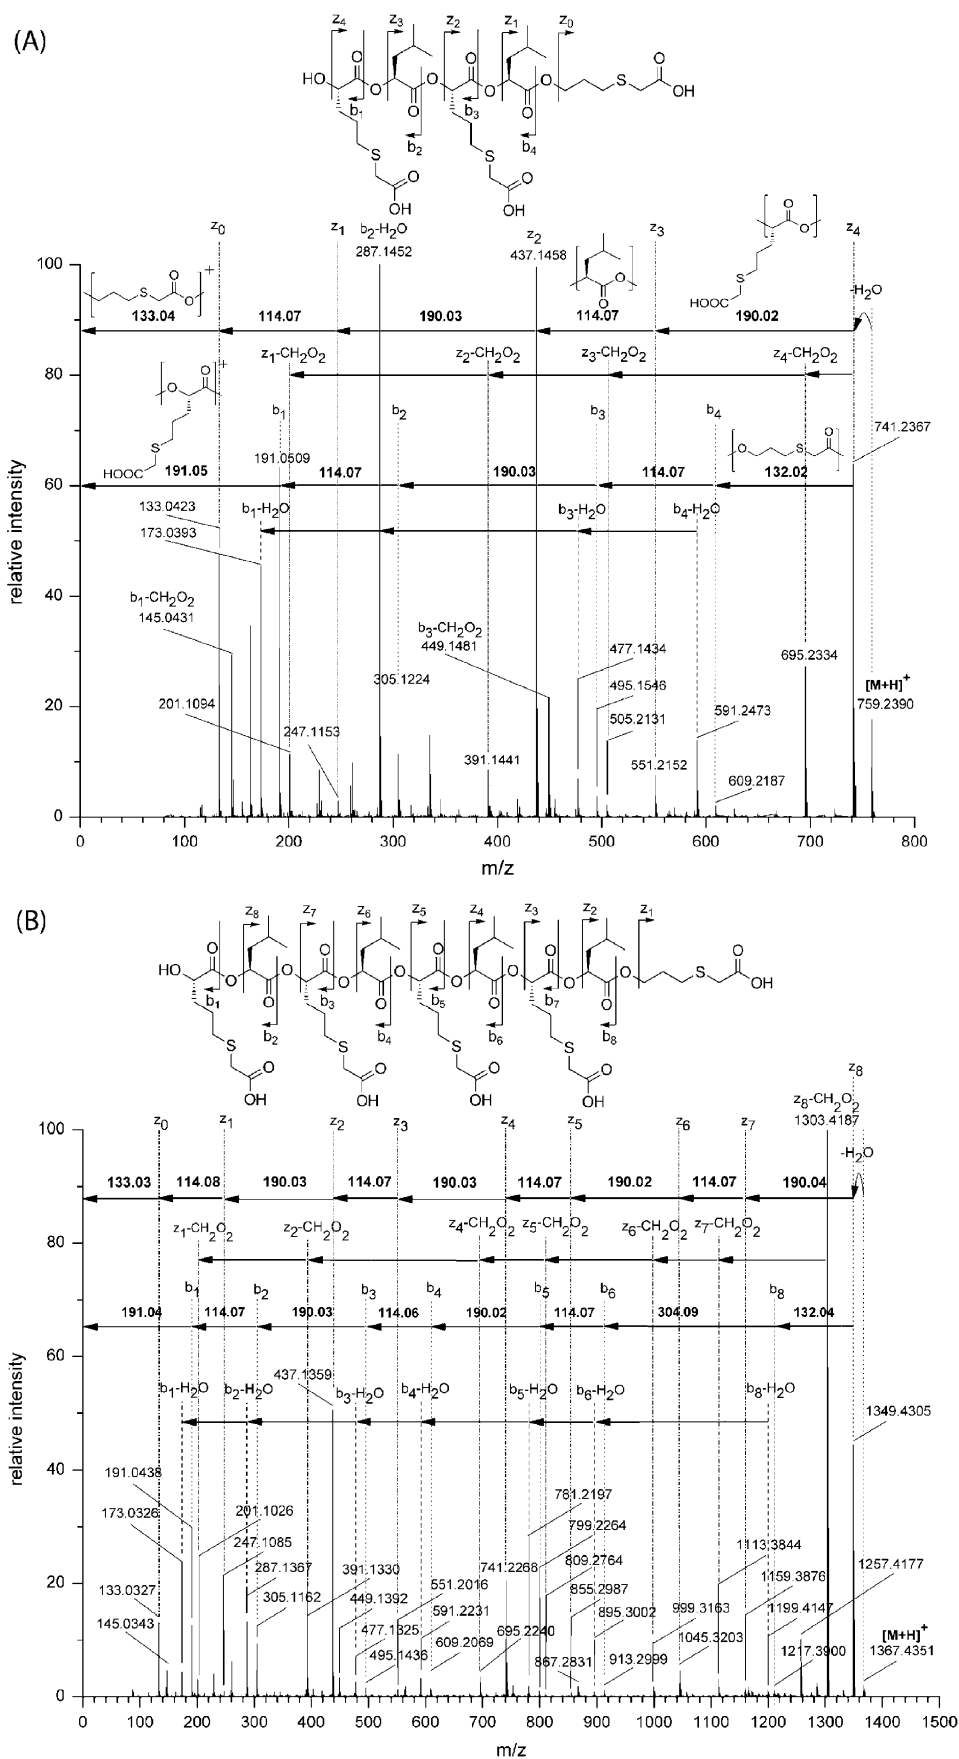 (A)
z4 z3 z2 z1 z0
HO O O O O O O O O S O OH
b1 b3
b2 b4
S O OH S O OH
z0 z1 b2-H2O z2 z3 z4
287.1452 437.1458
100
-H2O
133.04 114.07 190.03 114.07 190.02
z1-CH2O2 z2-CH2O2 z3-CH2O2 z4-CH2O2
80
HOOC
b1 b2 b3 b4
741.2367
191.0509
HOOC
191.05 114.07 190.03 114.07 132.02
60
133.0423
b1-H2O b3-H2O b4-H2O
173.0393
40
b1-CH2O2
145.0431
b3-CH2O2
449.1481
477.1434
695.2334
305.1224
495.1546
[M+H]+
759.2390
20
201.1094
247.1153
505.2131
591.2473
391.1441
551.2152
609.2187
0
0 100 200 300 400 500 600 700 800
m/z
relative intensity
(B)
z8 z7 z6 z5 z4 z3 z2 z1
HO O O O O O O O O O O O O O O O O S O OH
b1 b3 b5 b7
b2 b4 b6 b8
S O OH S O OH S O OH S O OH
z8
z8-CH2O2
1303.4187
z0 z1 z2 z3 z4 z5 z6 z7
100
-H2O
133.03 114.08 190.03 114.07 190.03 114.07 190.02 114.07 190.04
z1-CH2O2 z2-CH2O2 z4-CH2O2 z5-CH2O2 z6-CH2O2 z7-CH2O2
80
b1 b2 b3 b4 b5 b6 b8
191.04 114.07 190.03 114.06 190.02 114.07 304.09 132.04
60
437.1359
b1-H2O b2-H2O b3-H2O b4-H2O b5-H2O b6-H2O b8-H2O
1349.4305
40
191.0438
173.0326
201.1026
247.1085
781.2197
799.2264
1113.3844
287.1367
391.1330
741.2268
809.2764
1257.4177
20
133.0327
305.1162
449.1392
551.2016
855.2987
1159.3876
145.0343
477.1325
591.2231
895.3002
999.3163
1199.4147
495.1436
609.2069
695.2240
867.2831
913.2999
1045.3203
1217.3900
[M+H]+
1367.4351
0
0 100 200 300 400 500 600 700 800 900 1000 1100 1200 1300 1400 1500
m/z
relative intensity